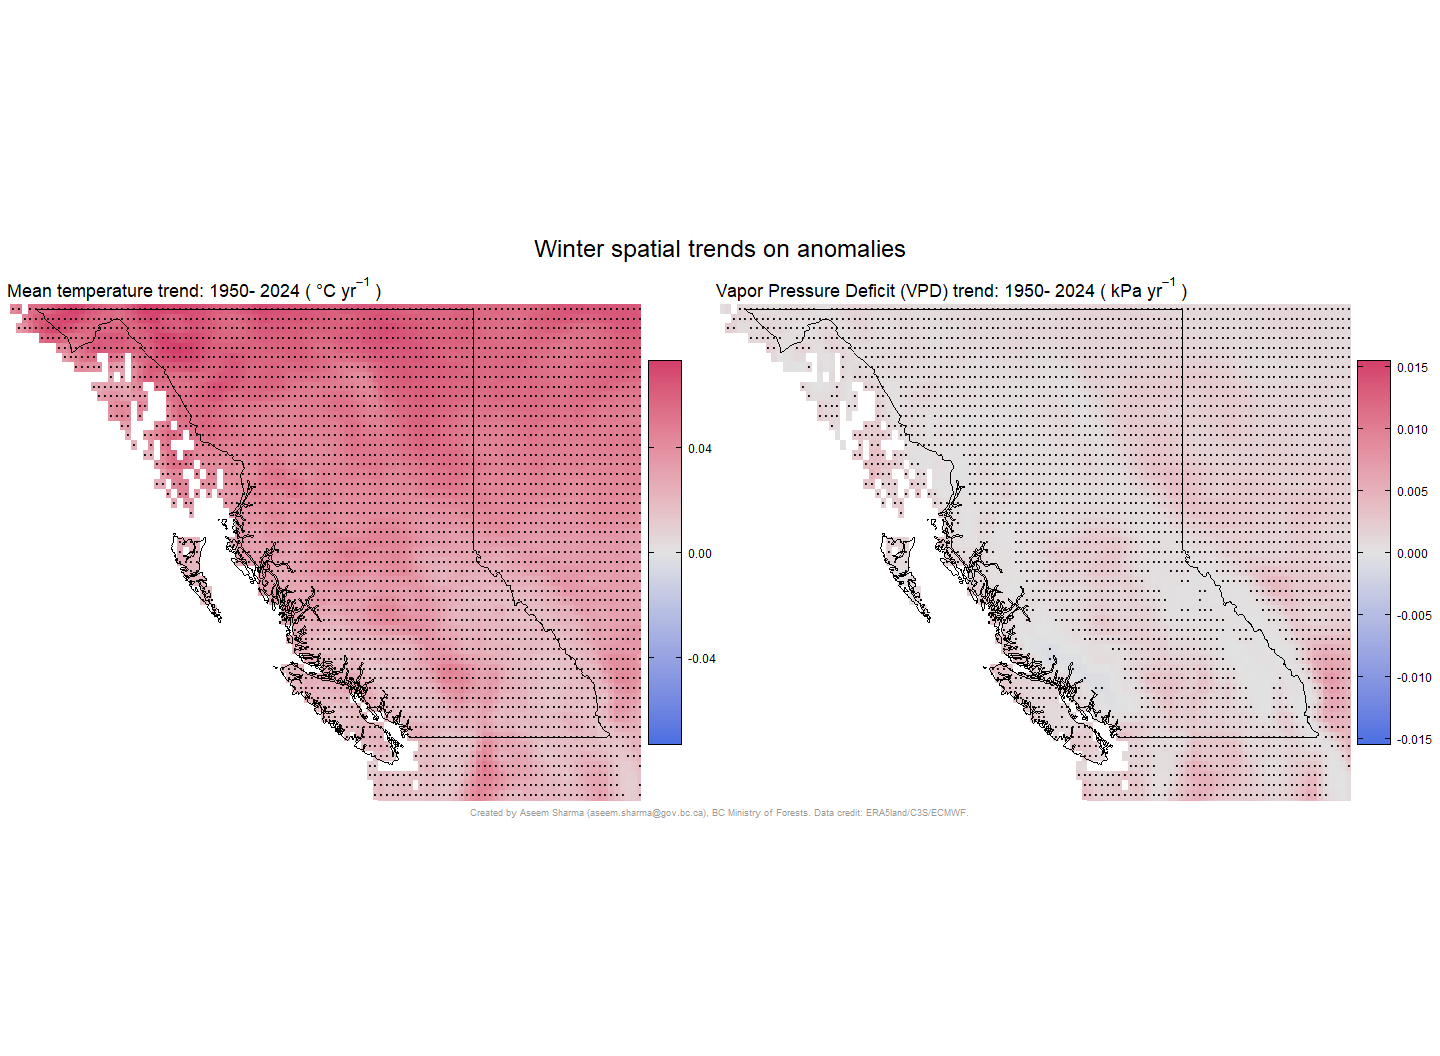 Winter spatial trends on anomalies
Mean temperature trend: 1950- 2024 ( °C yr⁻¹ )
Vapor Pressure Deficit (VPD) trend: 1950- 2024 ( kPa yr⁻¹ )
0.04
0.00
-0.04
0.015
0.010
0.005
0.000
-0.005
-0.010
-0.015
Created by Aseem Sharma (aseem.sharma@gov.bc.ca), BC Ministry of Forests. Data credit: ERA5land/C3S/ECMWF.